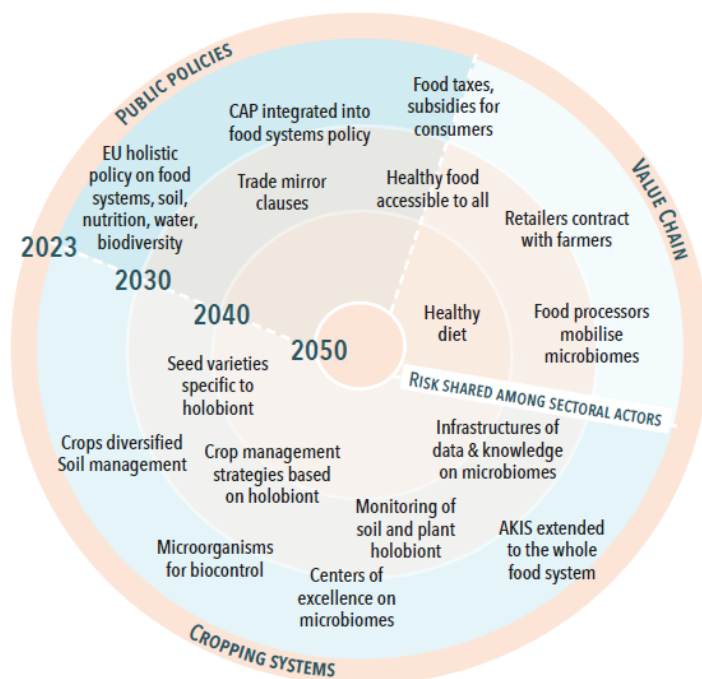 PUBLIC POLICIES
Food taxes,
subsidies for
consumers
CAP integrated into
food systems policy
EU holistic
policy on food
systems, soil,
nutrition, water,
biodiversity
Trade mirror
clauses
Healthy food
accessible to all
VALUE CHAIN
Retailers contract
with farmers
2023
2030
2040
2050
Healthy
diet
Food processors
mobilise
microbiomes
RISK SHARED AMONG SECTORAL ACTORS
Seed varieties
specific to
holobiont
Crops diversified
Soil management
Crop management
strategies based
on holobiont
Infrastructures of
data & knowledge
on microbiomes
Monitoring of
soil and plant
holobiont
AKIS extended
to the whole
food system
Microorganisms
for biocontrol
Centers of
excellence on
microbiomes
CROPPING SYSTEMS